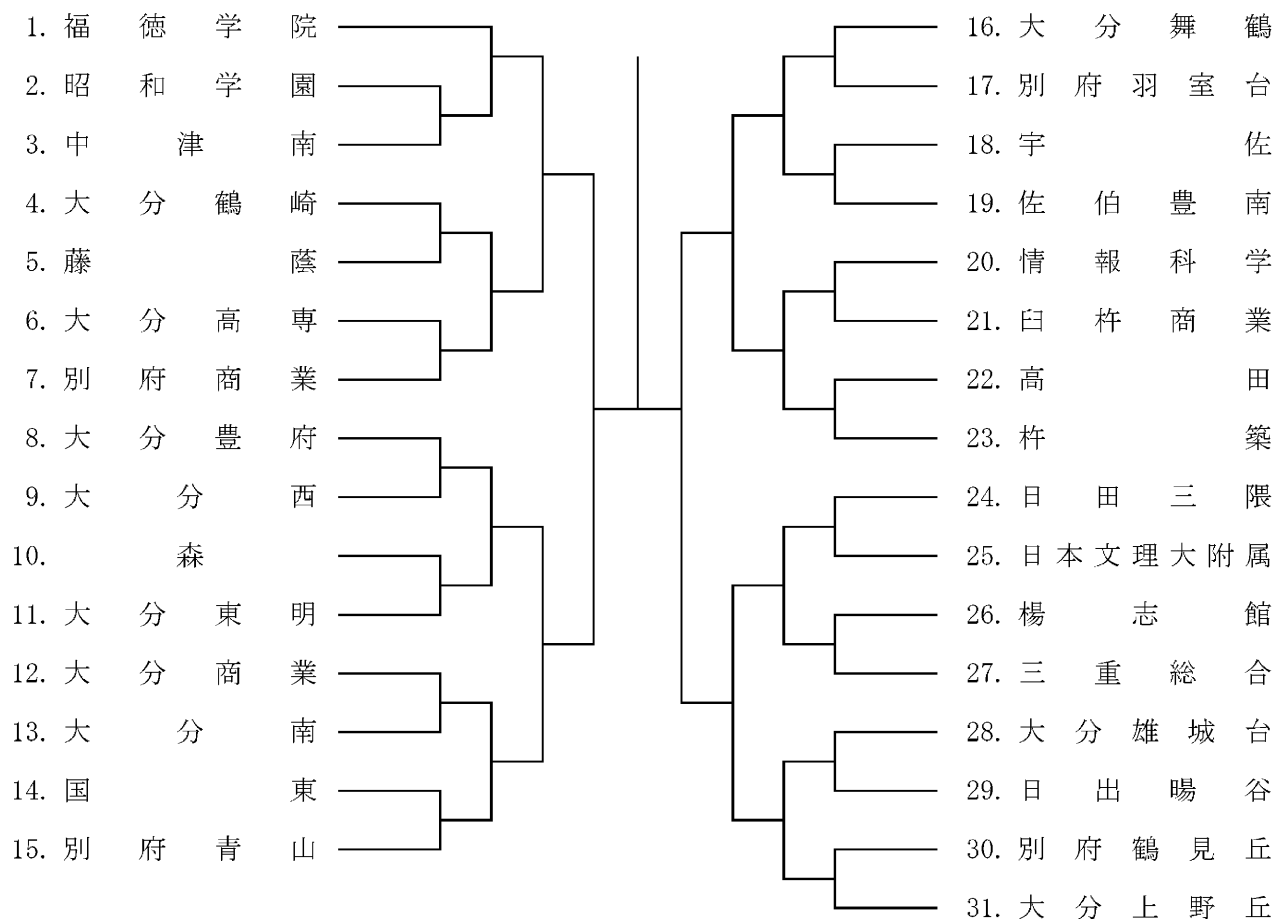 1. 福徳学院
2. 昭和学園
3. 中津南
4. 大分鶴崎
5. 藤蔭
6. 大分高専
7. 別府商業
8. 大分豊府
9. 大分西
10. 森
11. 大分東明
12. 大分商業
13. 大分南
14. 国東
15. 別府青山
16. 大分舞鶴
17. 別府羽室台
18. 宇佐
19. 佐伯豊南
20. 情報科学
21. 臼杵商業
22. 高田
23. 杵築
24. 日田三隈
25. 日本文理大附属
26. 楊志館
27. 三重総合
28. 大分雄城台
29. 日出暘谷
30. 別府鶴見丘
31. 大分上野丘